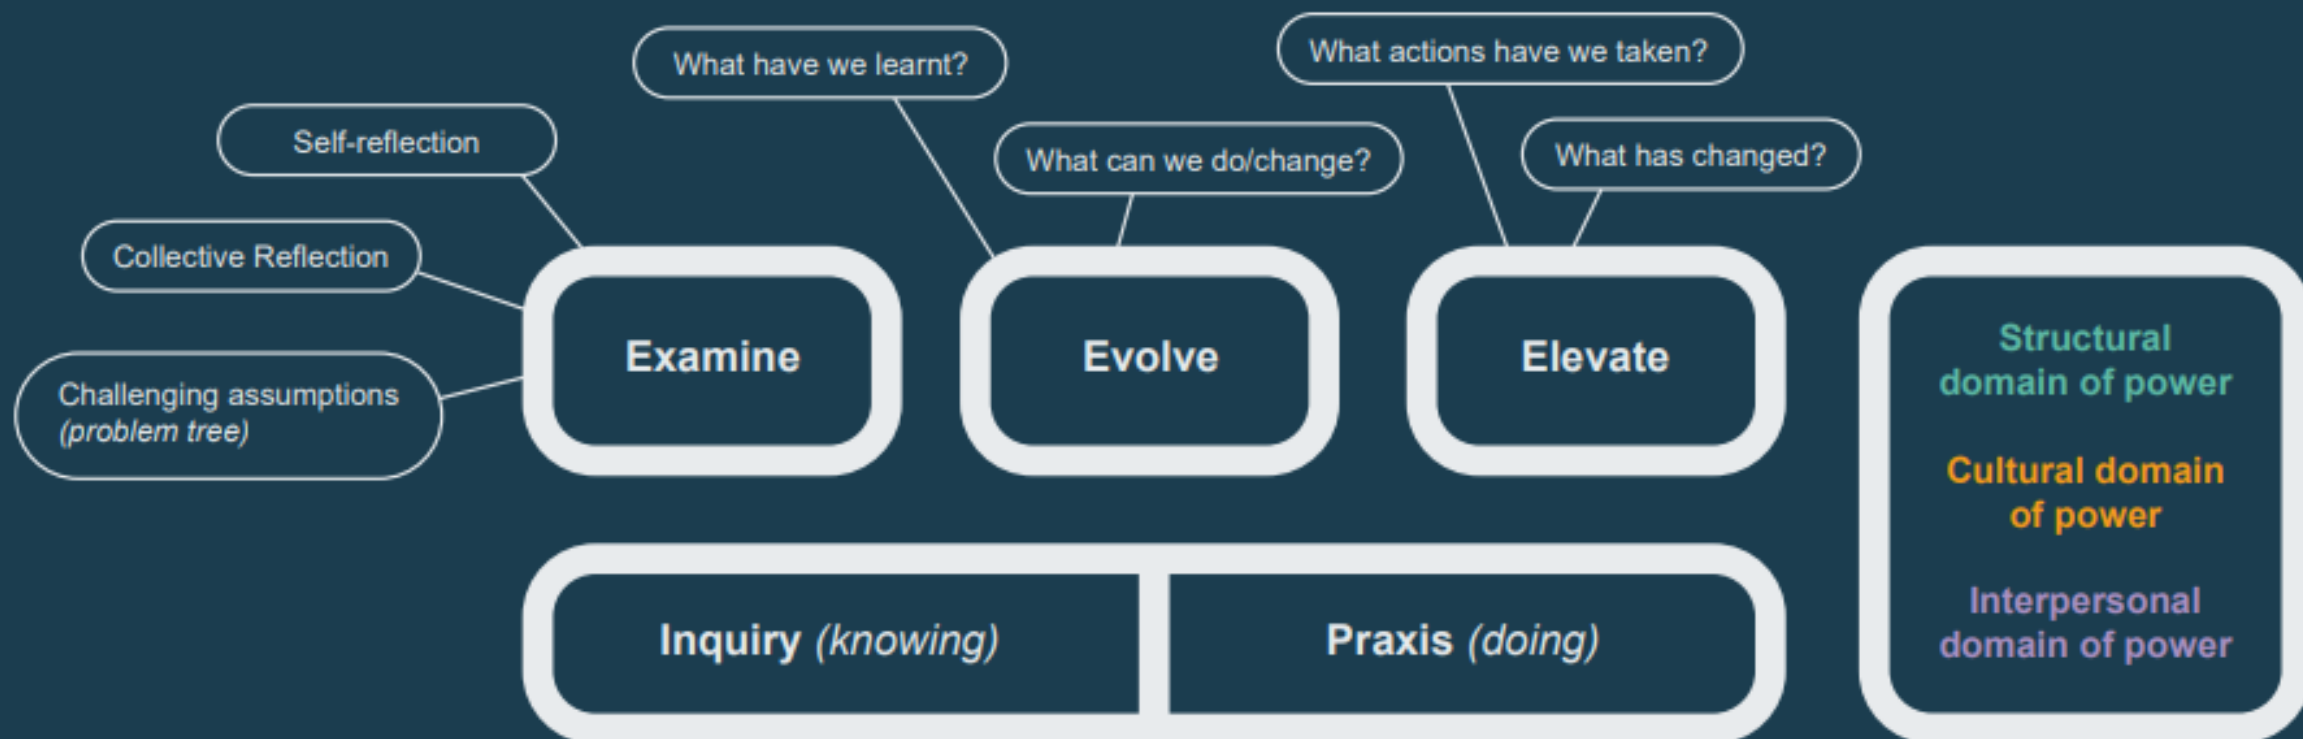 What actions have we taken?
What have we learnt?
Self-reflection
What can we do/change?
What has changed?
Collective Reflection
Challenging assumptions
(problem tree)
Examine
Evolve
Elevate
Structural
domain of power
Cultural domain
of power
Interpersonal
domain of power
Inquiry (knowing)
Praxis (doing)